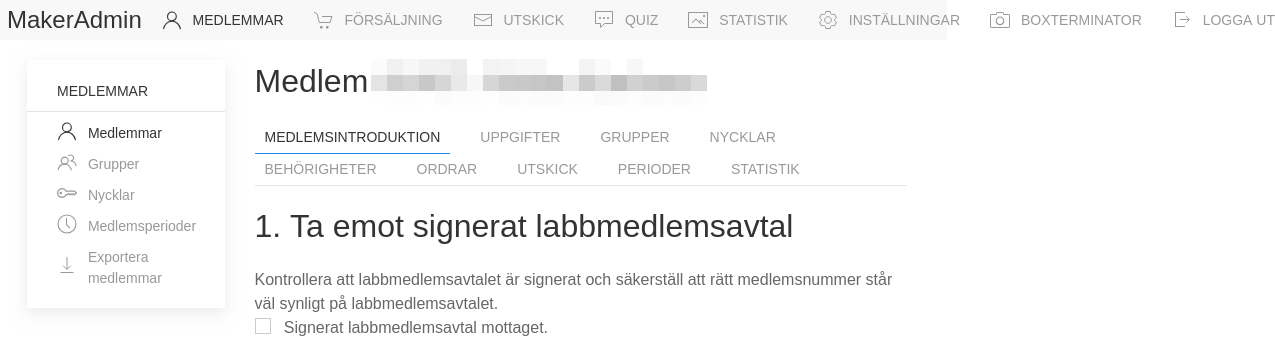 MakerAdmin MEDLEMMAR FÖRSÄLJNING UTSKICK QUIZ STATISTIK INSTÄLLNINGAR BOXTERMINATOR LOGGA UT
MEDLEMMAR
Medlemmar
Grupper
Nycklar
Medlemsperioder
Exportera
medlemmar
Medlem
MEDLEMSINTRODUKTION UPPGIFTER GRUPPER NYCKLAR
BEHÖRIGHETER ORDRAR UTSKICK PERIODER STATISTIK
1. Ta emot signerat labbmedlemsavtal
Kontrollera att labbmedlemsavtalet är signerat och säkerställ att rätt medlemsnummer står
väl synligt på labbmedlemsavtalet.
Signerat labbmedlemsavtal mottaget.